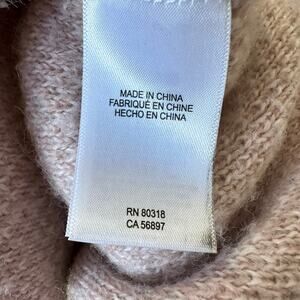 MADE IN CHINA
FABRIQUÉ EN CHINE
HECHO EN CHINA
RN 80318
CA 56897